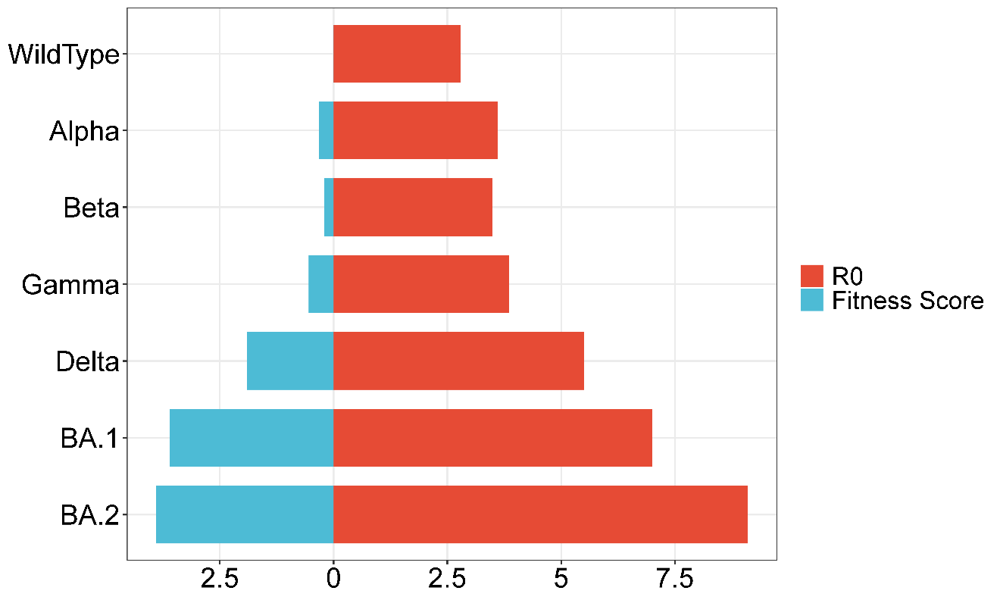 WildType
Alpha
Beta
Gamma
Delta
BA.1
BA.2
2.5 0 2.5 5 7.5
R0
Fitness Score